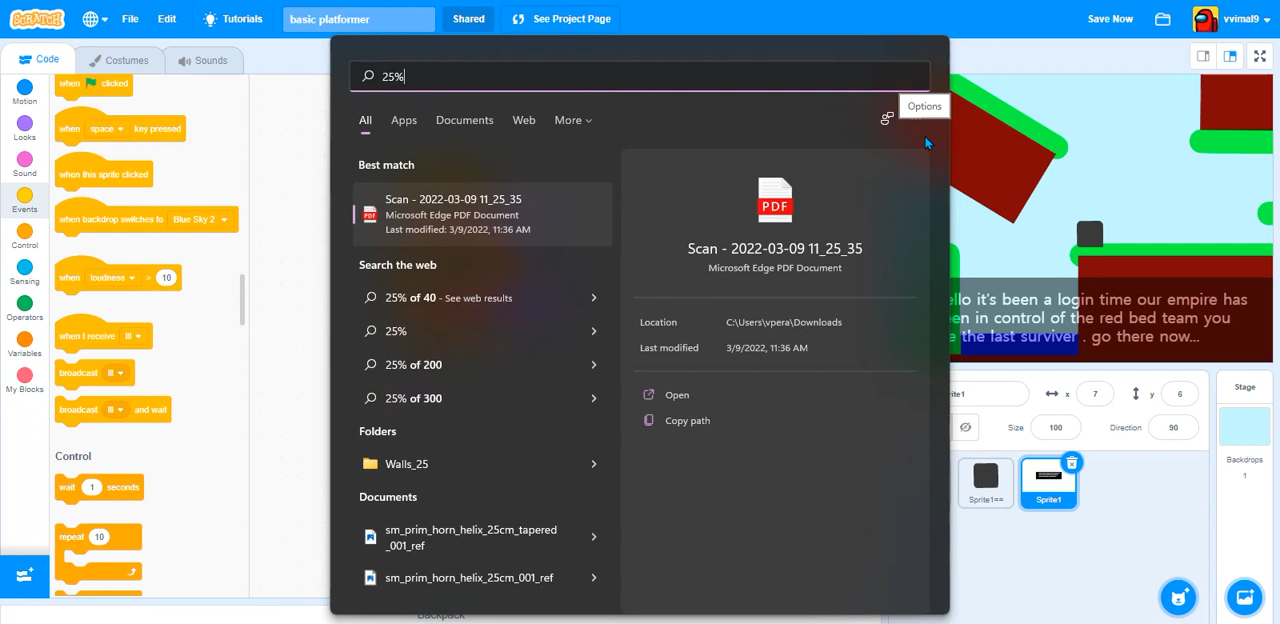 SCRATCH
File
Edit
Tutorials
basic platformer
Shared
See Project Page
Save Now
vvimal9
Code
Costumes
Sounds
Motion
Looks
Sound
Events
Control
Sensing
Operators
Variables
My Blocks
when clicked
when space key pressed
when this sprite clicked
when backdrop switches to Blue Sky 2
when loudness > 10
when I receive lll
broadcast lll
broadcast lll and wait
Control
wait 1 seconds
repeat 10
25%
Options
All
Apps
Documents
Web
More
Best match
Scan - 2022-03-09 11_25_35
Microsoft Edge PDF Document
Last modified: 3/9/2022, 11:36 AM
Search the web
25% of 40 - See web results
25%
25% of 200
25% of 300
Folders
Walls_25
Documents
sm_prim_horn_helix_25cm_tapered
_001_ref
sm_prim_horn_helix_25cm_001_ref
PDF
PDF
Scan - 2022-03-09 11_25_35
Microsoft Edge PDF Document
Location C:\Users\vpera\Downloads
Last modified 3/9/2022, 11:36 AM
Open
Copy path
ello it's been a login time our empire has
en in control of the red bed team you
e the last surviver . go there now...
rite1
x 7
y 6
Size 100
Direction 90
Sprite1==
Sprite1
Stage
Backdrops
1
Backpack